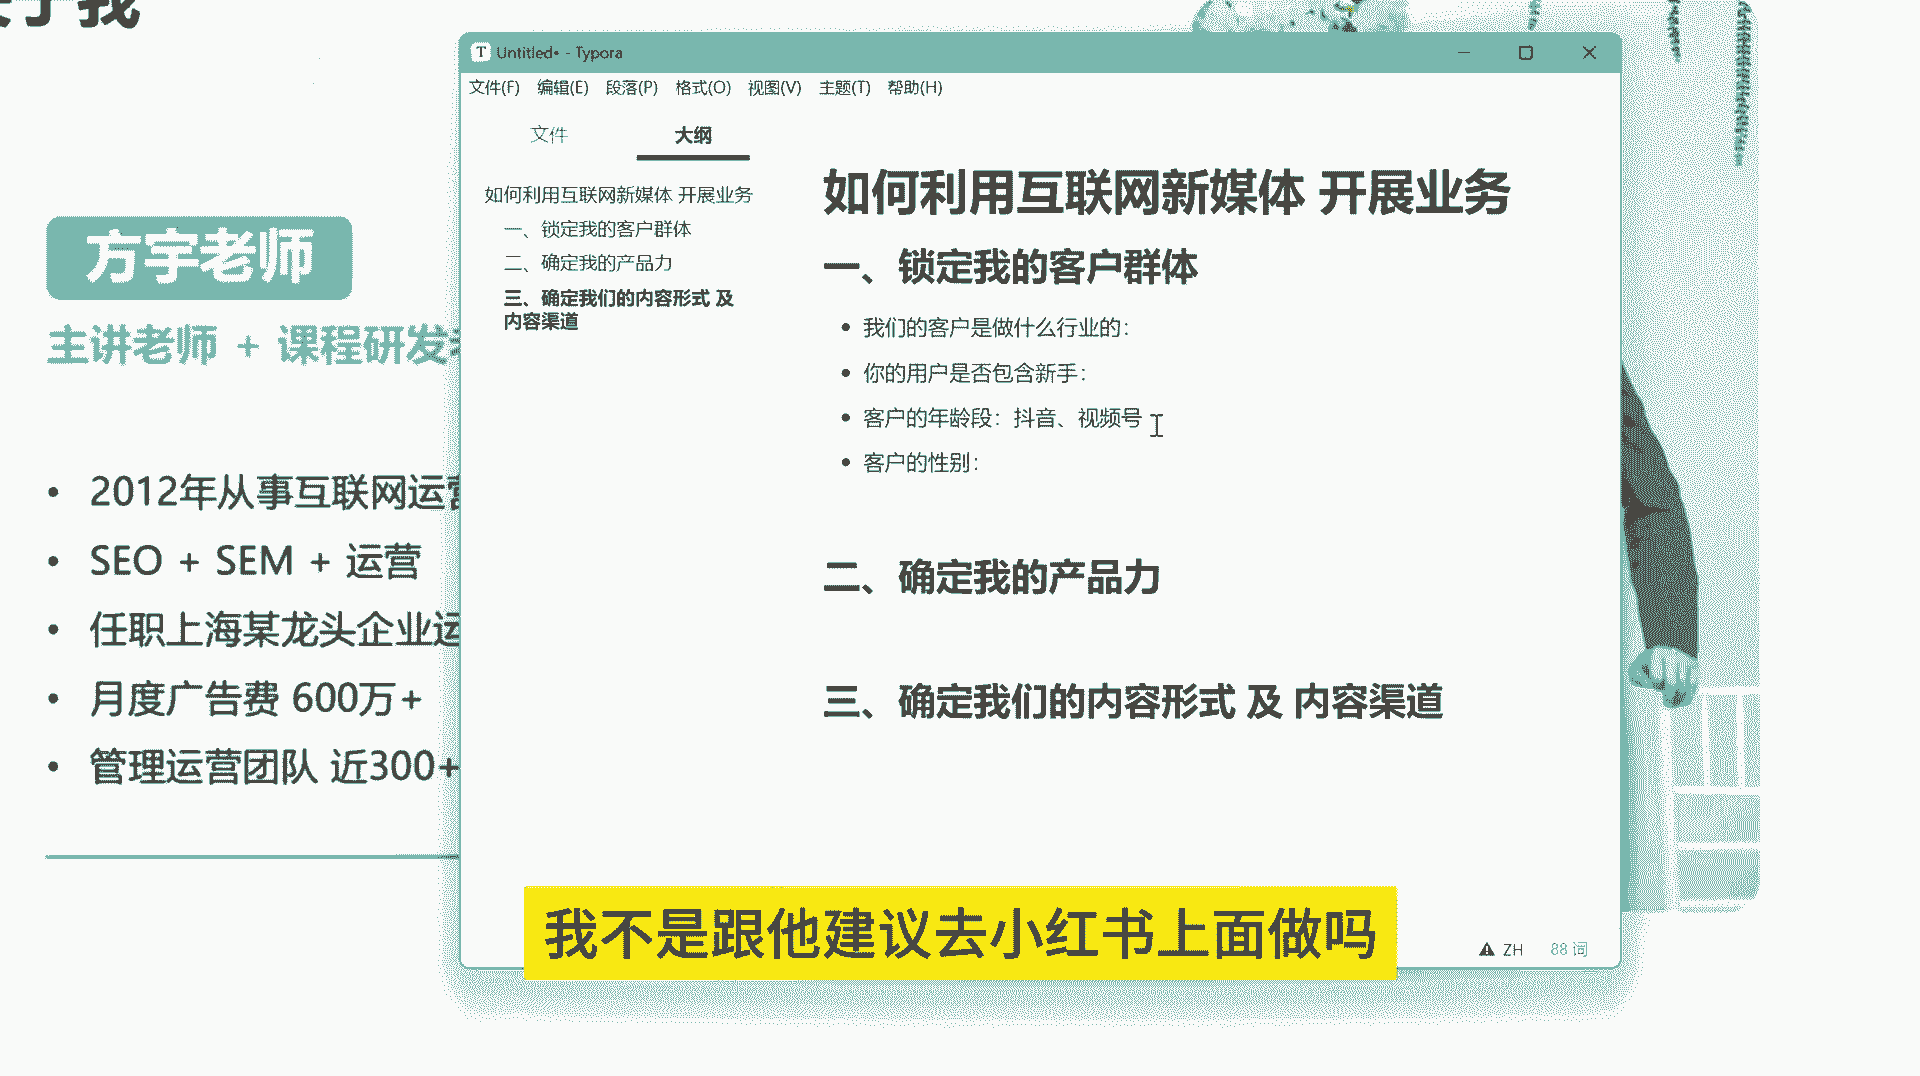 于我
方宇老师
主讲老师 + 课程研发
2012年从事互联网运营
SEO + SEM + 运营
任职上海某龙头企业运
月度广告费 600万+
管理运营团队 近300+
Untitled• - Typora
文件(F) 编辑(E) 段落(P) 格式(O) 视图(V) 主题(T) 帮助(H)
文件 大纲
如何利用互联网新媒体 开展业务
一、锁定我的客户群体
二、确定我的产品力
三、确定我们的内容形式 及
内容渠道
如何利用互联网新媒体 开展业务
一、锁定我的客户群体
我们的客户是做什么行业的：
你的用户是否包含新手：
客户的年龄段：抖音、视频号
客户的性别：
二、确定我的产品力
三、确定我们的内容形式 及 内容渠道
ZH 88 词
我不是跟他建议去小红书上面做吗